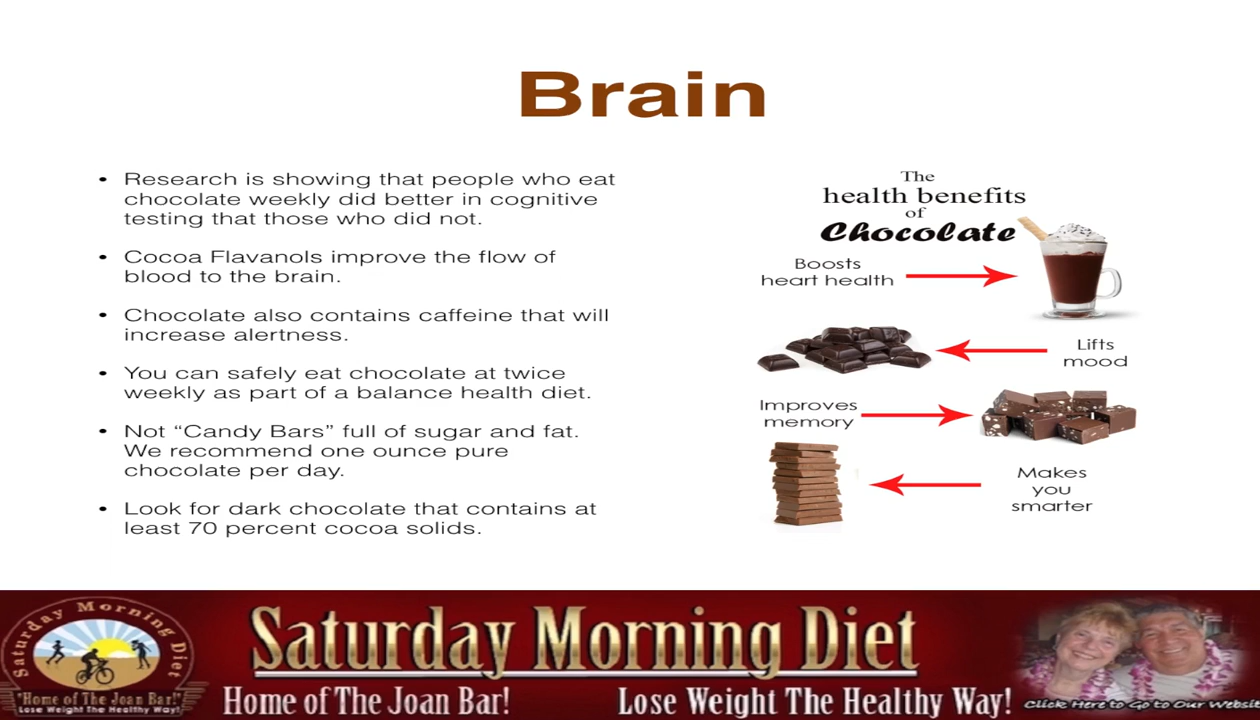 Brain
• Research is showing that people who eat
chocolate weekly did better in cognitive
testing that those who did not.
• Cocoa Flavanols improve the flow of
blood to the brain.
• Chocolate also contains caffeine that will
increase alertness.
• You can safely eat chocolate at twice
weekly as part of a balance health diet.
• Not “Candy Bars” full of sugar and fat.
We recommend one ounce pure
chocolate per day.
• Look for dark chocolate that contains at
least 70 percent cocoa solids.
The
health benefits
of
Chocolate
Boosts
heart health
Lifts
mood
Improves
memory
Makes
you
smarter
Saturday Morning Diet
"Home of The Joan Bar!"
Lose Weight The Healthy Way!
Saturday Morning Diet
Home of The Joan Bar! Lose Weight The Healthy Way!
Click Here to Go to Our Websi